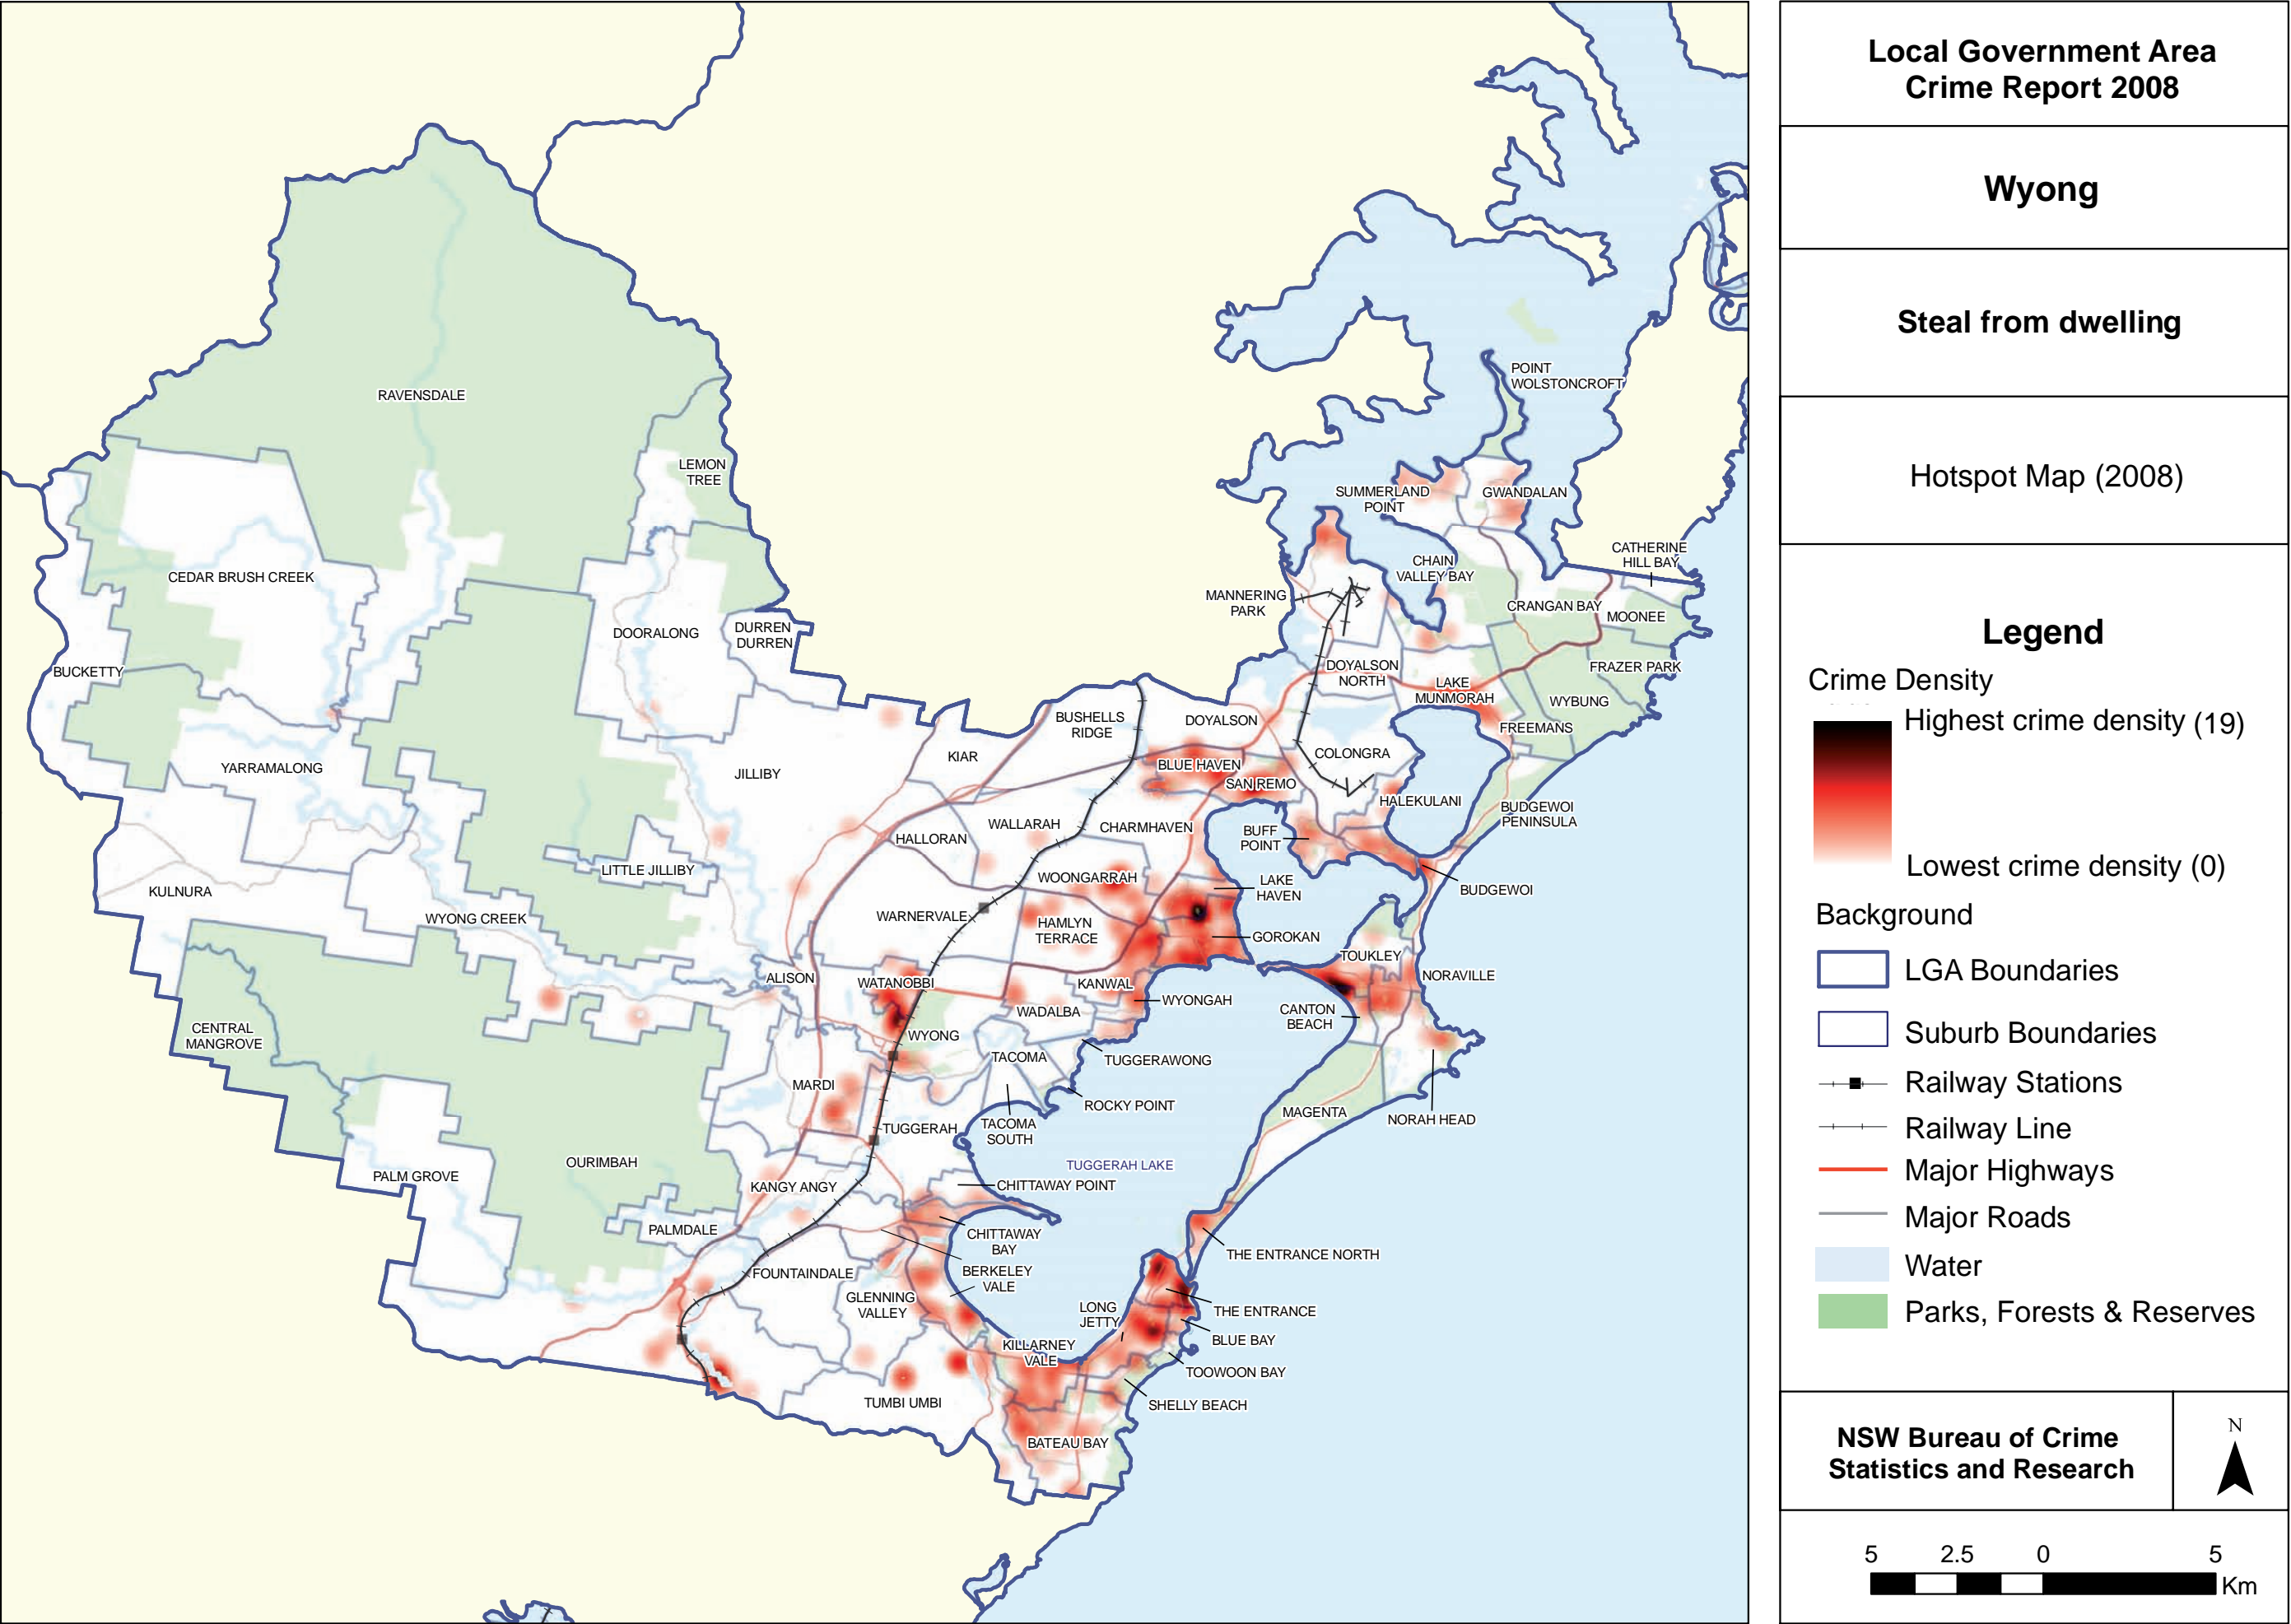 Local Government Area
Crime Report 2008
Wyong
Steal from dwelling
Hotspot Map (2008)
Legend
Crime Density
Highest crime density (19)
Lowest crime density (0)
Background
LGA Boundaries
Suburb Boundaries
Railway Stations
Railway Line
Major Highways
Major Roads
Water
Parks, Forests & Reserves
NSW Bureau of Crime
Statistics and Research
N
5 2.5 0 5
Km
POINT
WOLSTONCROFT
RAVENSDALE
LEMON
TREE
SUMMERLAND
POINT
GWANDALAN
CATHERINE
HILL BAY
CHAIN
VALLEY BAY
CEDAR BRUSH CREEK
MANNERING
PARK
CRANGAN BAY
MOONEE
DOORALONG
DURREN
DURREN
BUCKETTY
DOYALSON
NORTH
FRAZER PARK
LAKE
MUNMORAH
WYBUNG
BUSHELLS
RIDGE
DOYALSON
FREEMANS
KIAR
COLONGRA
YARRAMALONG
JILLIBY
BLUE HAVEN
SAN REMO
HALEKULANI
BUDGEWOI
PENINSULA
WALLARAH
CHARMHAVEN
HALLORAN
BUFF
POINT
LITTLE JILLIBY
WOONGARRAH
LAKE
HAVEN
BUDGEWOI
KULNURA
WYONG CREEK
WARNERVALE
HAMLYN
TERRACE
GOROKAN
TOUKLEY
NORAVILLE
ALISON
WATANOBBI
KANWAL
WYONGAH
WADALBA
CANTON
BEACH
CENTRAL
MANGROVE
WYONG
TACOMA
TUGGERAWONG
MARDI
ROCKY POINT
MAGENTA
NORAH HEAD
TUGGERAH
TACOMA
SOUTH
OURIMBAH
TUGGERAH LAKE
PALM GROVE
KANGY ANGY
CHITTAWAY POINT
PALMDALE
CHITTAWAY
BAY
THE ENTRANCE NORTH
FOUNTAINDALE
BERKELEY
VALE
GLENNING
VALLEY
LONG
JETTY
THE ENTRANCE
BLUE BAY
KILLARNEY
VALE
TOOWOON BAY
TUMBI UMBI
SHELLY BEACH
BATEAU BAY